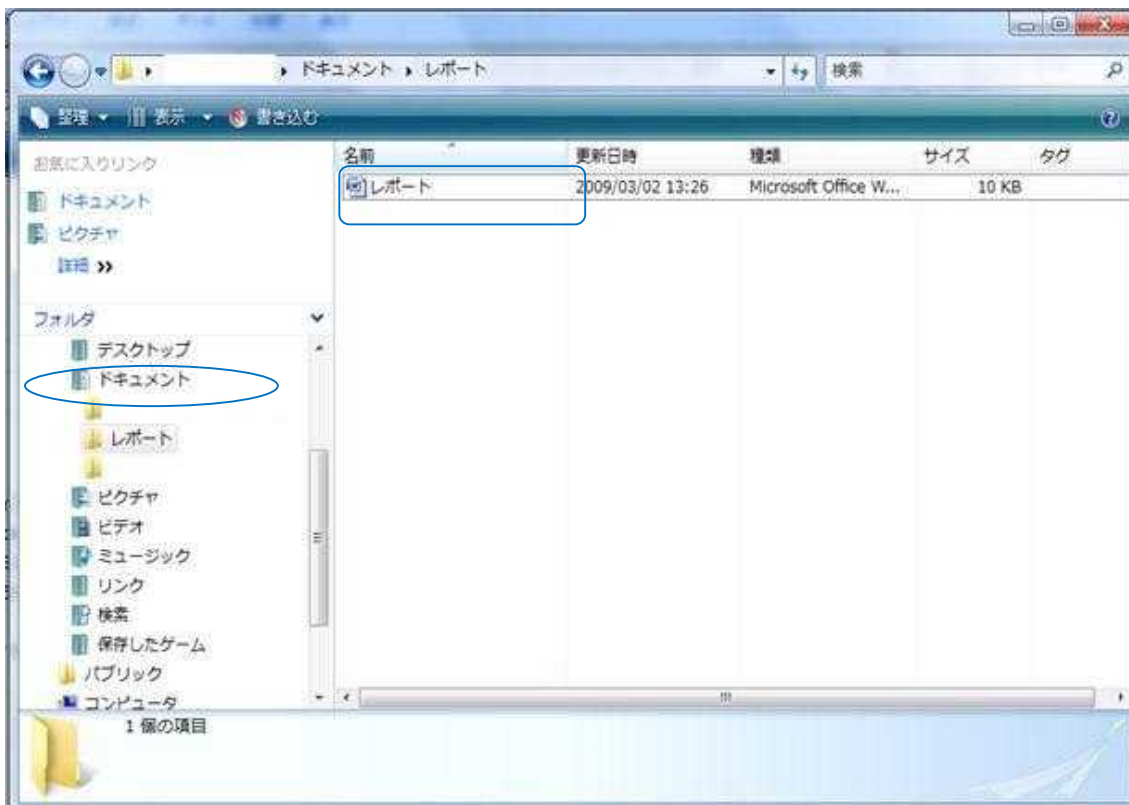 ドキュメント レポート 検索
整理 表示 書き込む
お気に入りリンク
ドキュメント
ピクチャ
詳細 >>
名前 更新日時 種類 サイズ タグ
レポート 2009/03/02 13:26 Microsoft Office W... 10 KB
フォルダ
デスクトップ
ドキュメント
レポート
ピクチャ
ビデオ
ミュージック
リンク
検索
保存したゲーム
パブリック
コンピュータ
1 個の項目